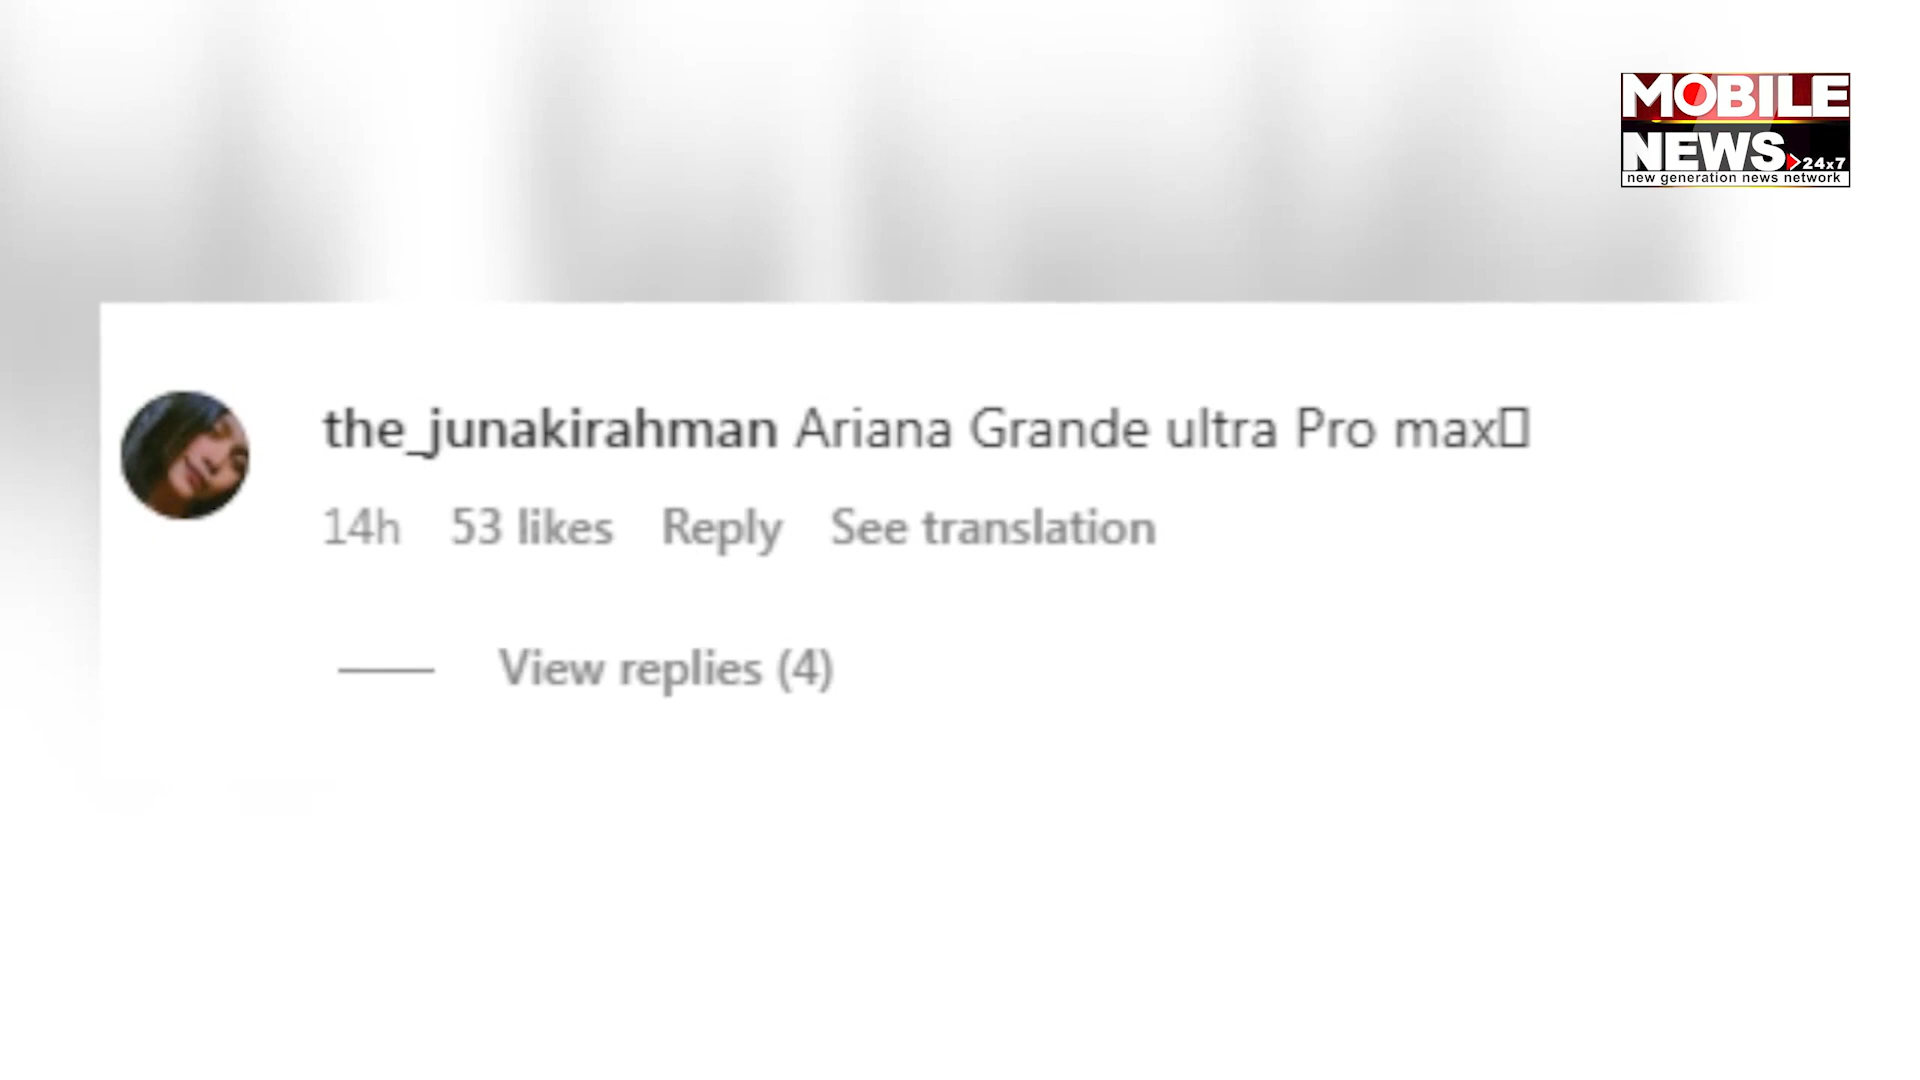 MOBILE
NEWS 24x7
new generation news network
the_junakirahman Ariana Grande ultra Pro max▯
14h 53 likes Reply See translation
View replies (4)